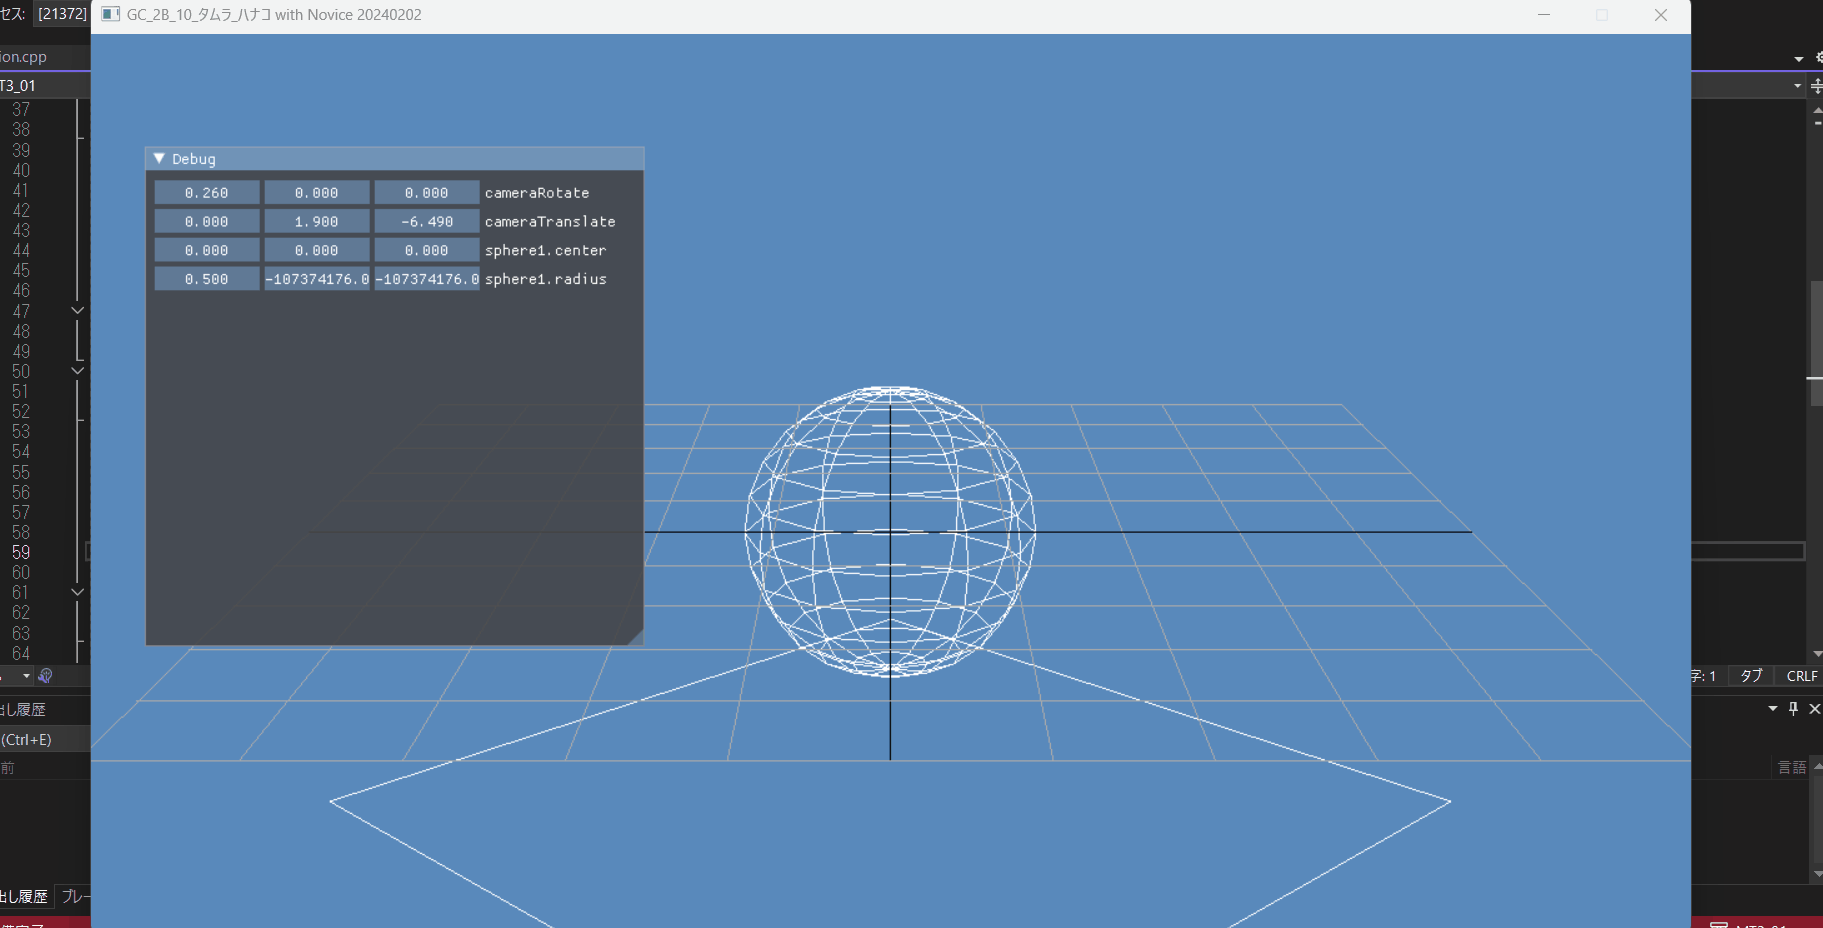 セス: [21372]
GC_2B_10_タムラ_ハナコ with Novice 20240202
ion.cpp
T3_01
37
38
39
40
41
42
43
44
45
46
47
48
49
50
51
52
53
54
55
56
57
58
59
60
61
62
63
64
Debug
0.260 0.000 0.000 cameraRotate
0.000 1.900 -6.490 cameraTranslate
0.000 0.000 0.000 sphere1.center
0.500 -107374176.0 -107374176.0 sphere1.radius
字: 1 タブ CRLF
出し履歴
(Ctrl+E)
前
言語
出し履歴 ブレー